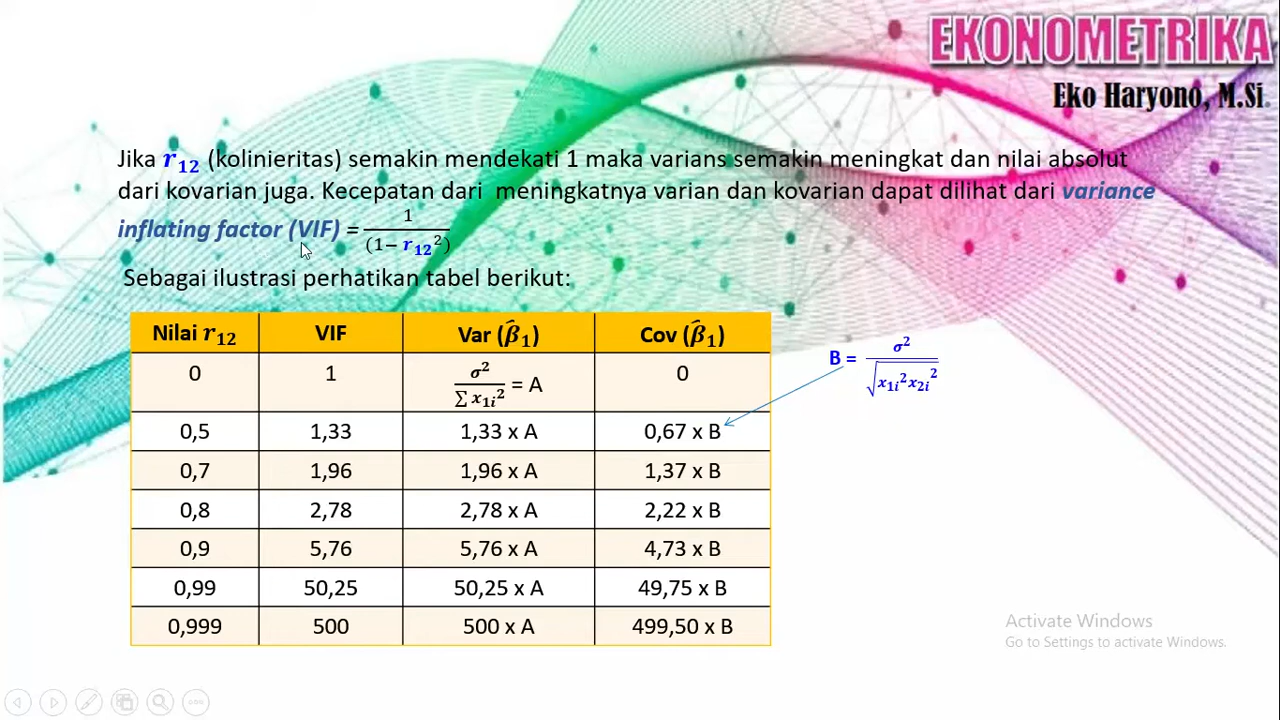 EKONOMETRIKA
Eko Haryono, M.Si.
Jika r₁₂ (kolinieritas) semakin mendekati 1 maka varians semakin meningkat dan nilai absolut
dari kovarian juga. Kecepatan dari meningkatnya varian dan kovarian dapat dilihat dari variance
inflating factor (VIF) = 1/(1− r₁₂²)
Sebagai ilustrasi perhatikan tabel berikut:
Nilai r₁₂ VIF Var (β̂₁) Cov (β̂₁)
0 1 σ²/∑x₁ᵢ² = A 0
0,5 1,33 1,33 x A 0,67 x B
0,7 1,96 1,96 x A 1,37 x B
0,8 2,78 2,78 x A 2,22 x B
0,9 5,76 5,76 x A 4,73 x B
0,99 50,25 50,25 x A 49,75 x B
0,999 500 500 x A 499,50 x B
B = σ²/√(x₁ᵢ²x₂ᵢ²)
Activate Windows
Go to Settings to activate Windows.